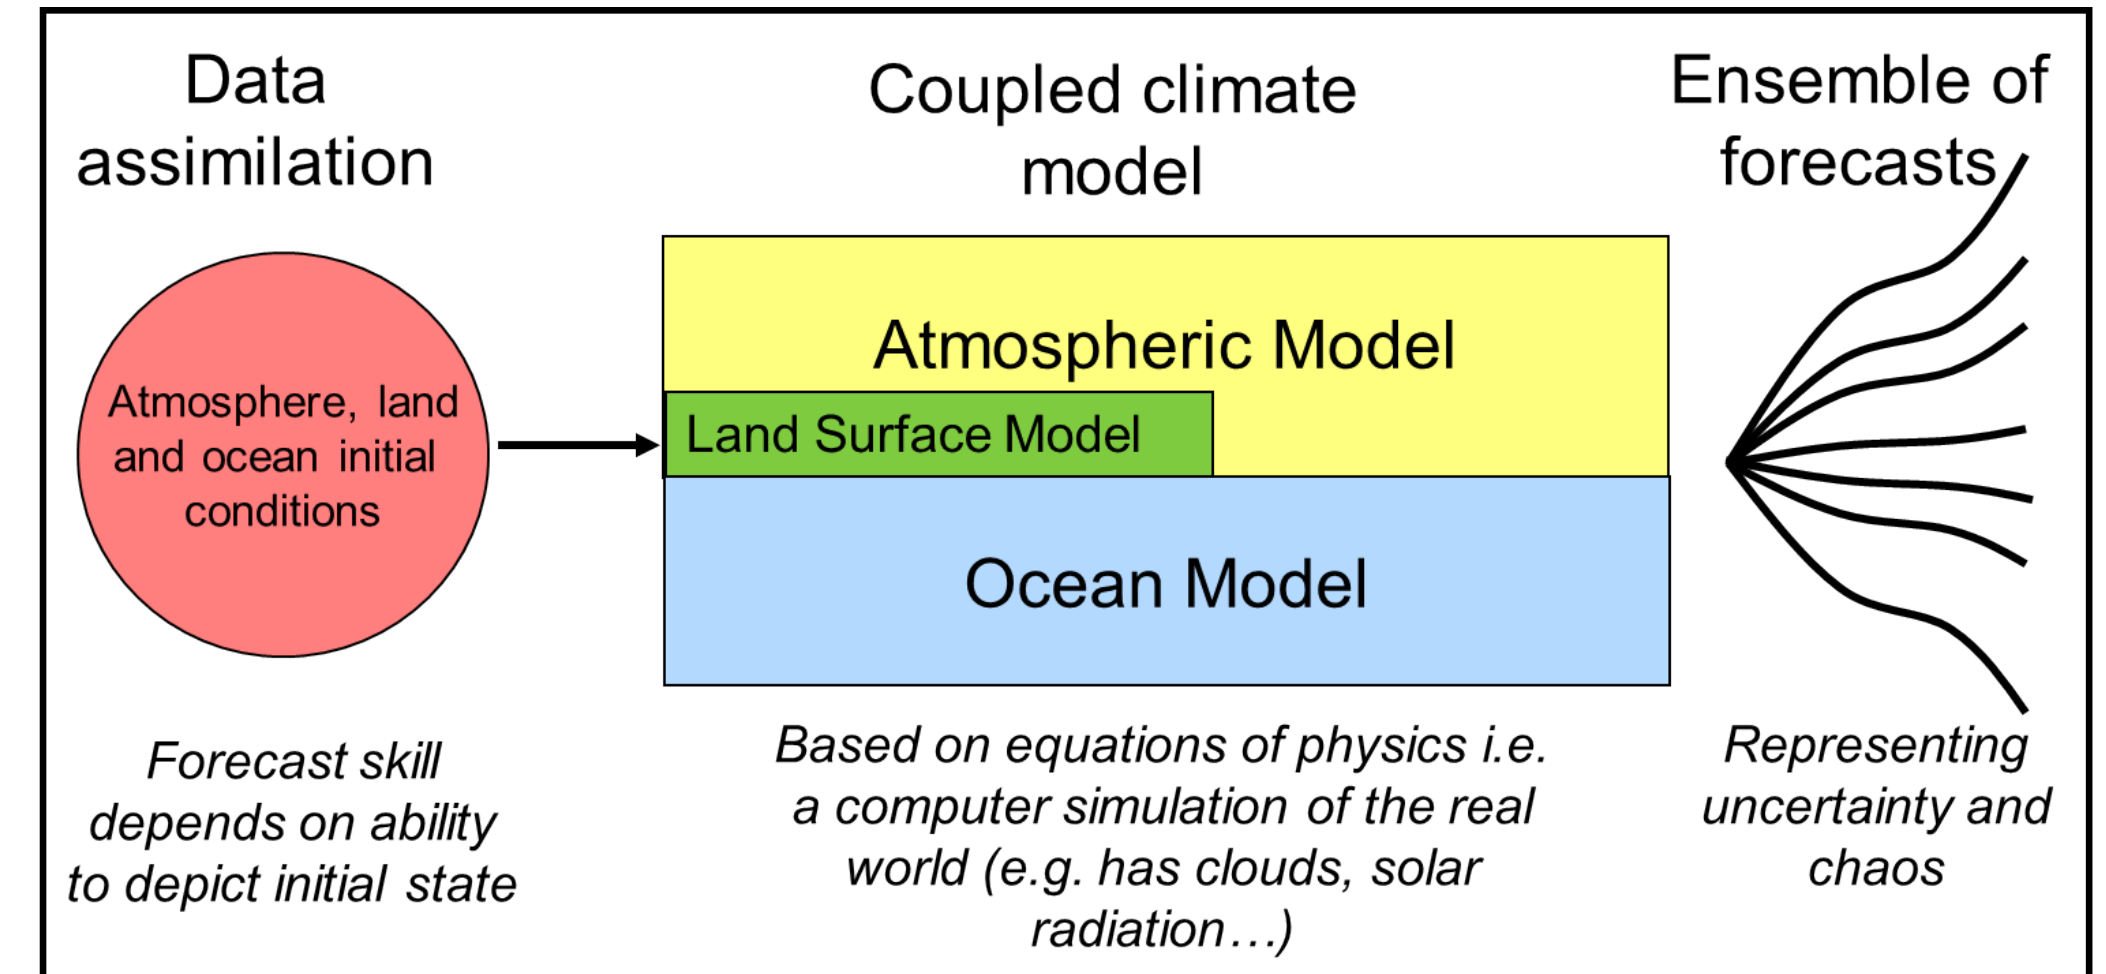 Data
assimilation
Atmosphere, land
and ocean initial
conditions
Forecast skill
depends on ability
to depict initial state
Coupled climate
model
Atmospheric Model
Land Surface Model
Ocean Model
Based on equations of physics i.e.
a computer simulation of the real
world (e.g. has clouds, solar
radiation…)
Ensemble of
forecasts
Representing
uncertainty and
chaos